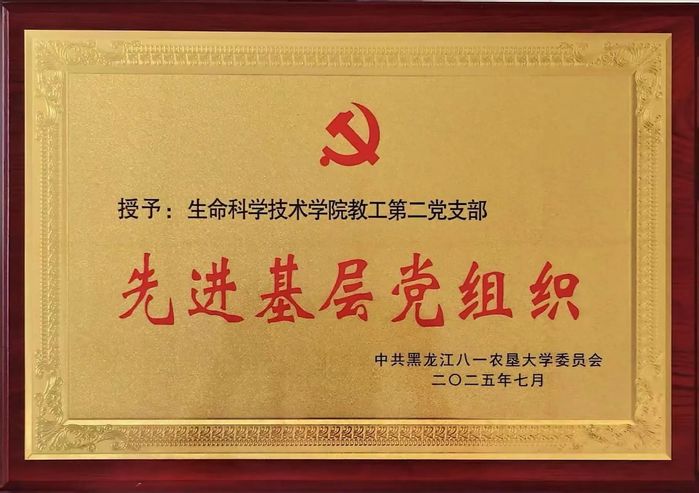 授予：生命科学技术学院教工第二党支部
先进基层党组织
中共黑龙江八一农垦大学委员会
二〇二五年七月